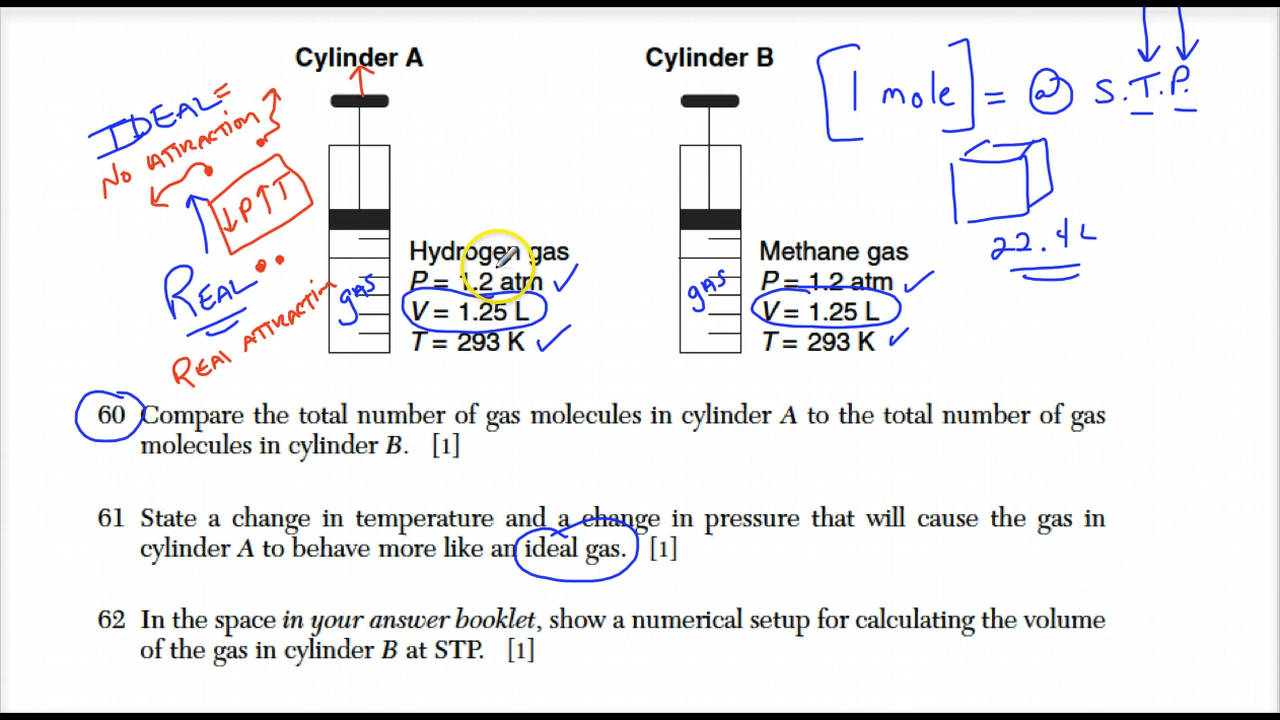 Cylinder A
Cylinder B
[1 mole] = @ S.T.P.
IDEAL =
No ATTRACTION
↓P↑T
22.4L
REAL
REAl ATTRACTIOn
gAS
Hydrogen gas
P = 1.2 atm ✓
V = 1.25 L
T = 293 K ✓
gAS
Methane gas
P = 1.2 atm ✓
V = 1.25 L
T = 293 K ✓
60 Compare the total number of gas molecules in cylinder A to the total number of gas
molecules in cylinder B. [1]
61 State a change in temperature and a change in pressure that will cause the gas in
cylinder A to behave more like an ideal gas. [1]
62 In the space in your answer booklet, show a numerical setup for calculating the volume
of the gas in cylinder B at STP. [1]